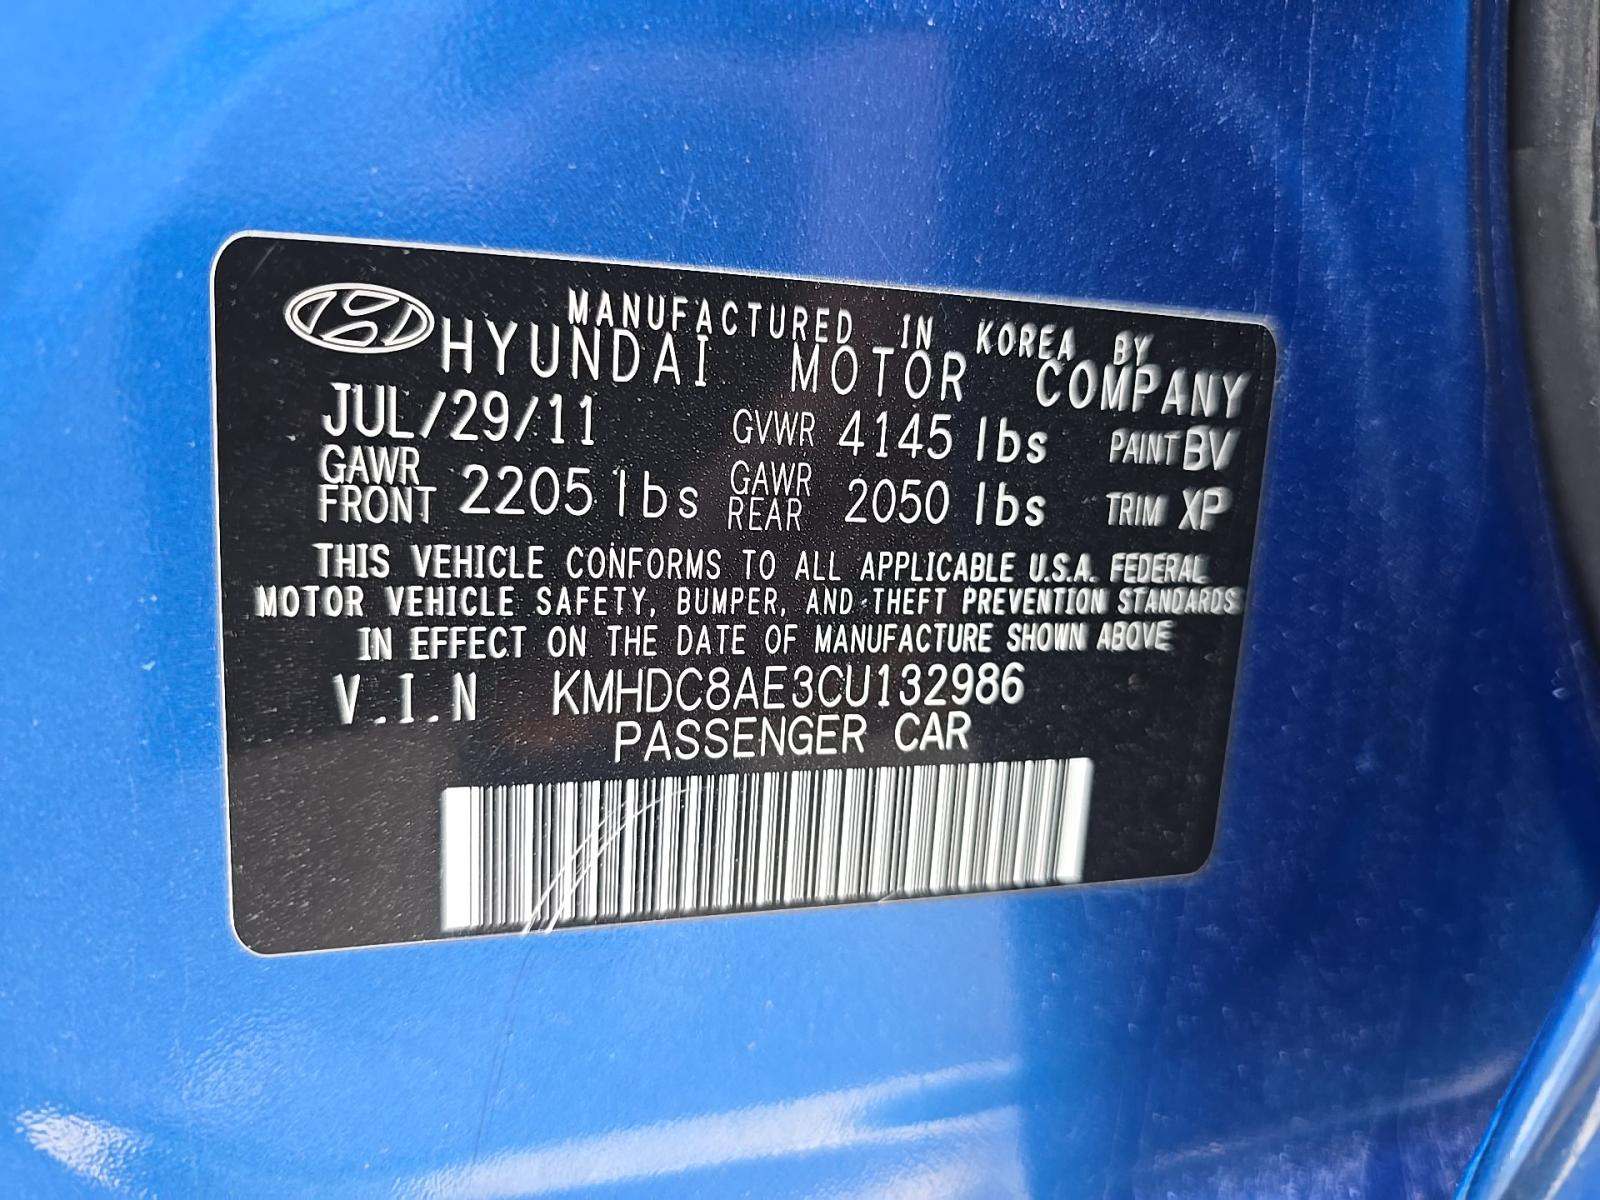 MANUFACTURED IN KOREA BY
HYUNDAI MOTOR COMPANY
JUL/29/11 GVWR 4145 lbs PAINT BV
GAWR FRONT 2205 lbs GAWR REAR 2050 lbs TRIM XP
THIS VEHICLE CONFORMS TO ALL APPLICABLE U.S.A. FEDERAL
MOTOR VEHICLE SAFETY, BUMPER, AND THEFT PREVENTION STANDARDS
IN EFFECT ON THE DATE OF MANUFACTURE SHOWN ABOVE
V.I.N KMHDC8AE3CU132986
PASSENGER CAR